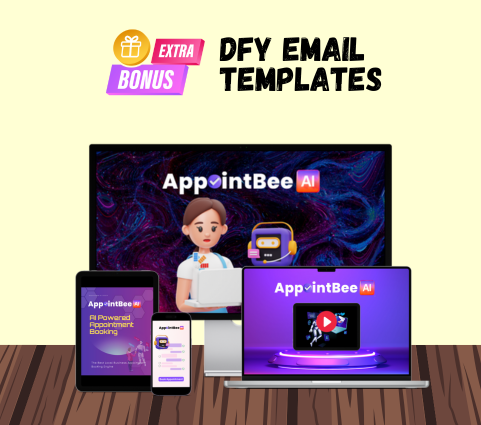 EXTRA
BONUS
DFY EMAIL
TEMPLATES
AppointBee AI
AppointBee AI
AppointBee AI
AI Powered
Appointment
Booking
AppointBee AI